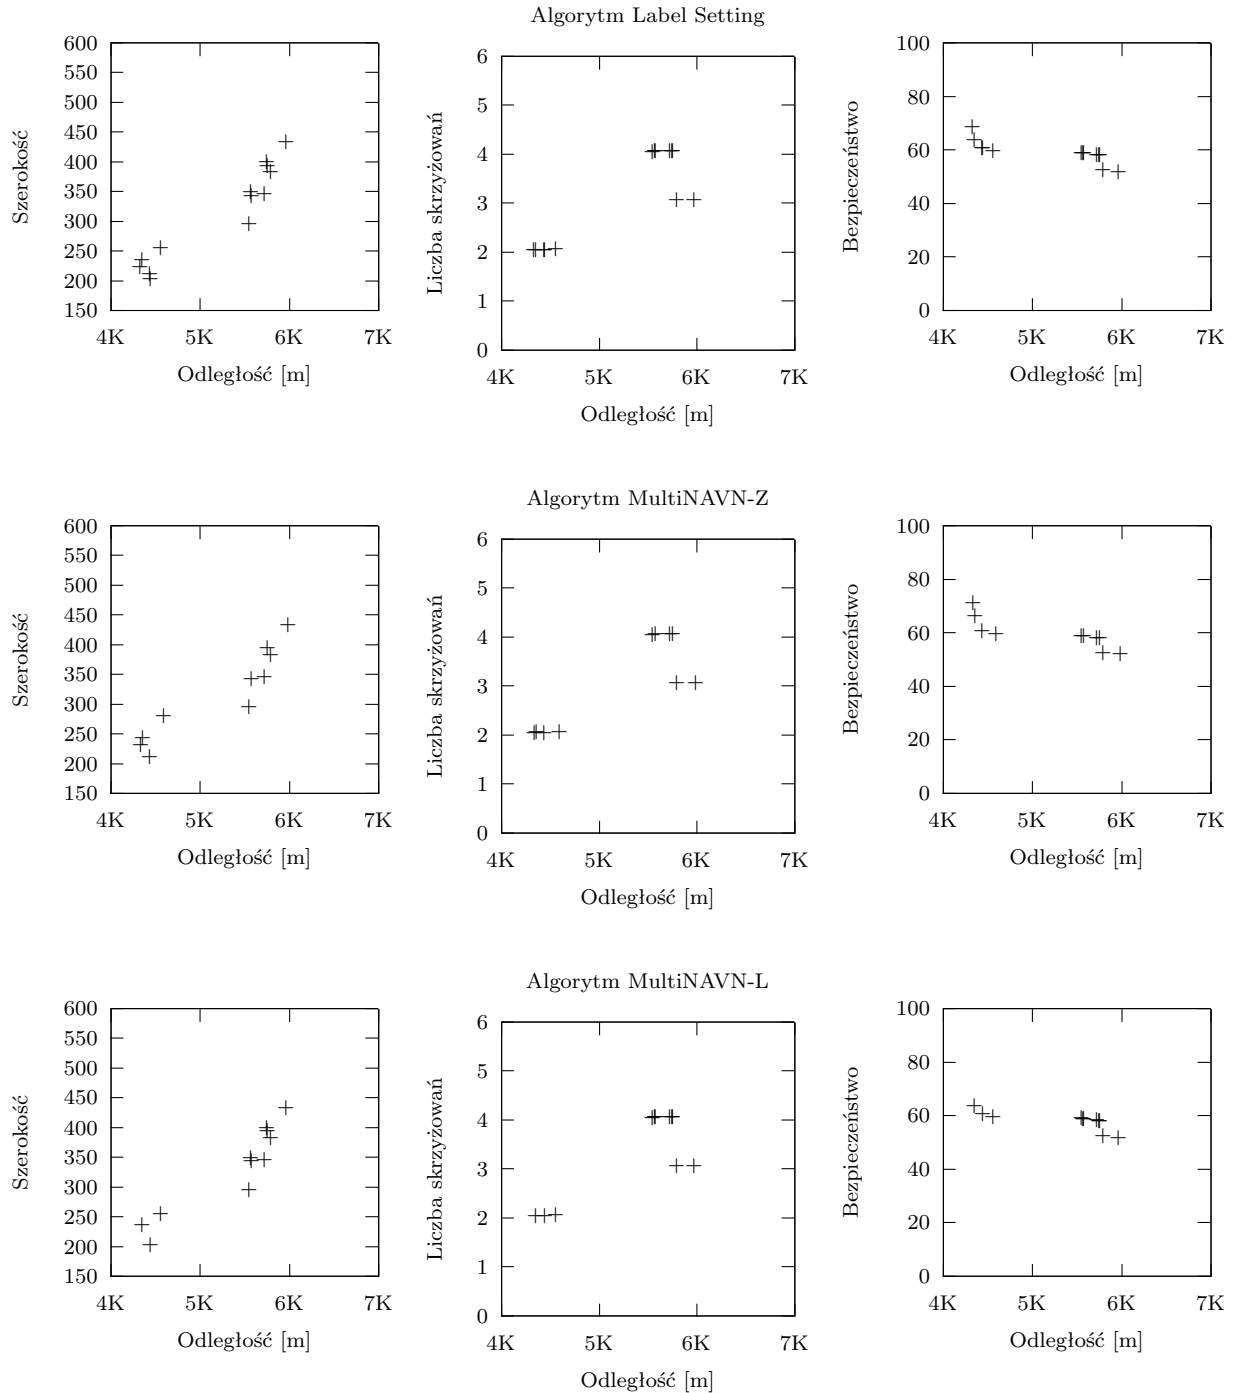 Algorytm Label Setting
600
550
500
450
400
350
300
250
200
150
4K 5K 6K 7K
Szerokość
Odległość [m]
6
5
4
3
2
1
0
4K 5K 6K 7K
Liczba skrzyżowań
Odległość [m]
100
80
60
40
20
0
4K 5K 6K 7K
Bezpieczeństwo
Odległość [m]
Algorytm MultiNAVN-Z
600
550
500
450
400
350
300
250
200
150
4K 5K 6K 7K
Szerokość
Odległość [m]
6
5
4
3
2
1
0
4K 5K 6K 7K
Liczba skrzyżowań
Odległość [m]
100
80
60
40
20
0
4K 5K 6K 7K
Bezpieczeństwo
Odległość [m]
Algorytm MultiNAVN-L
600
550
500
450
400
350
300
250
200
150
4K 5K 6K 7K
Szerokość
Odległość [m]
6
5
4
3
2
1
0
4K 5K 6K 7K
Liczba skrzyżowań
Odległość [m]
100
80
60
40
20
0
4K 5K 6K 7K
Bezpieczeństwo
Odległość [m]